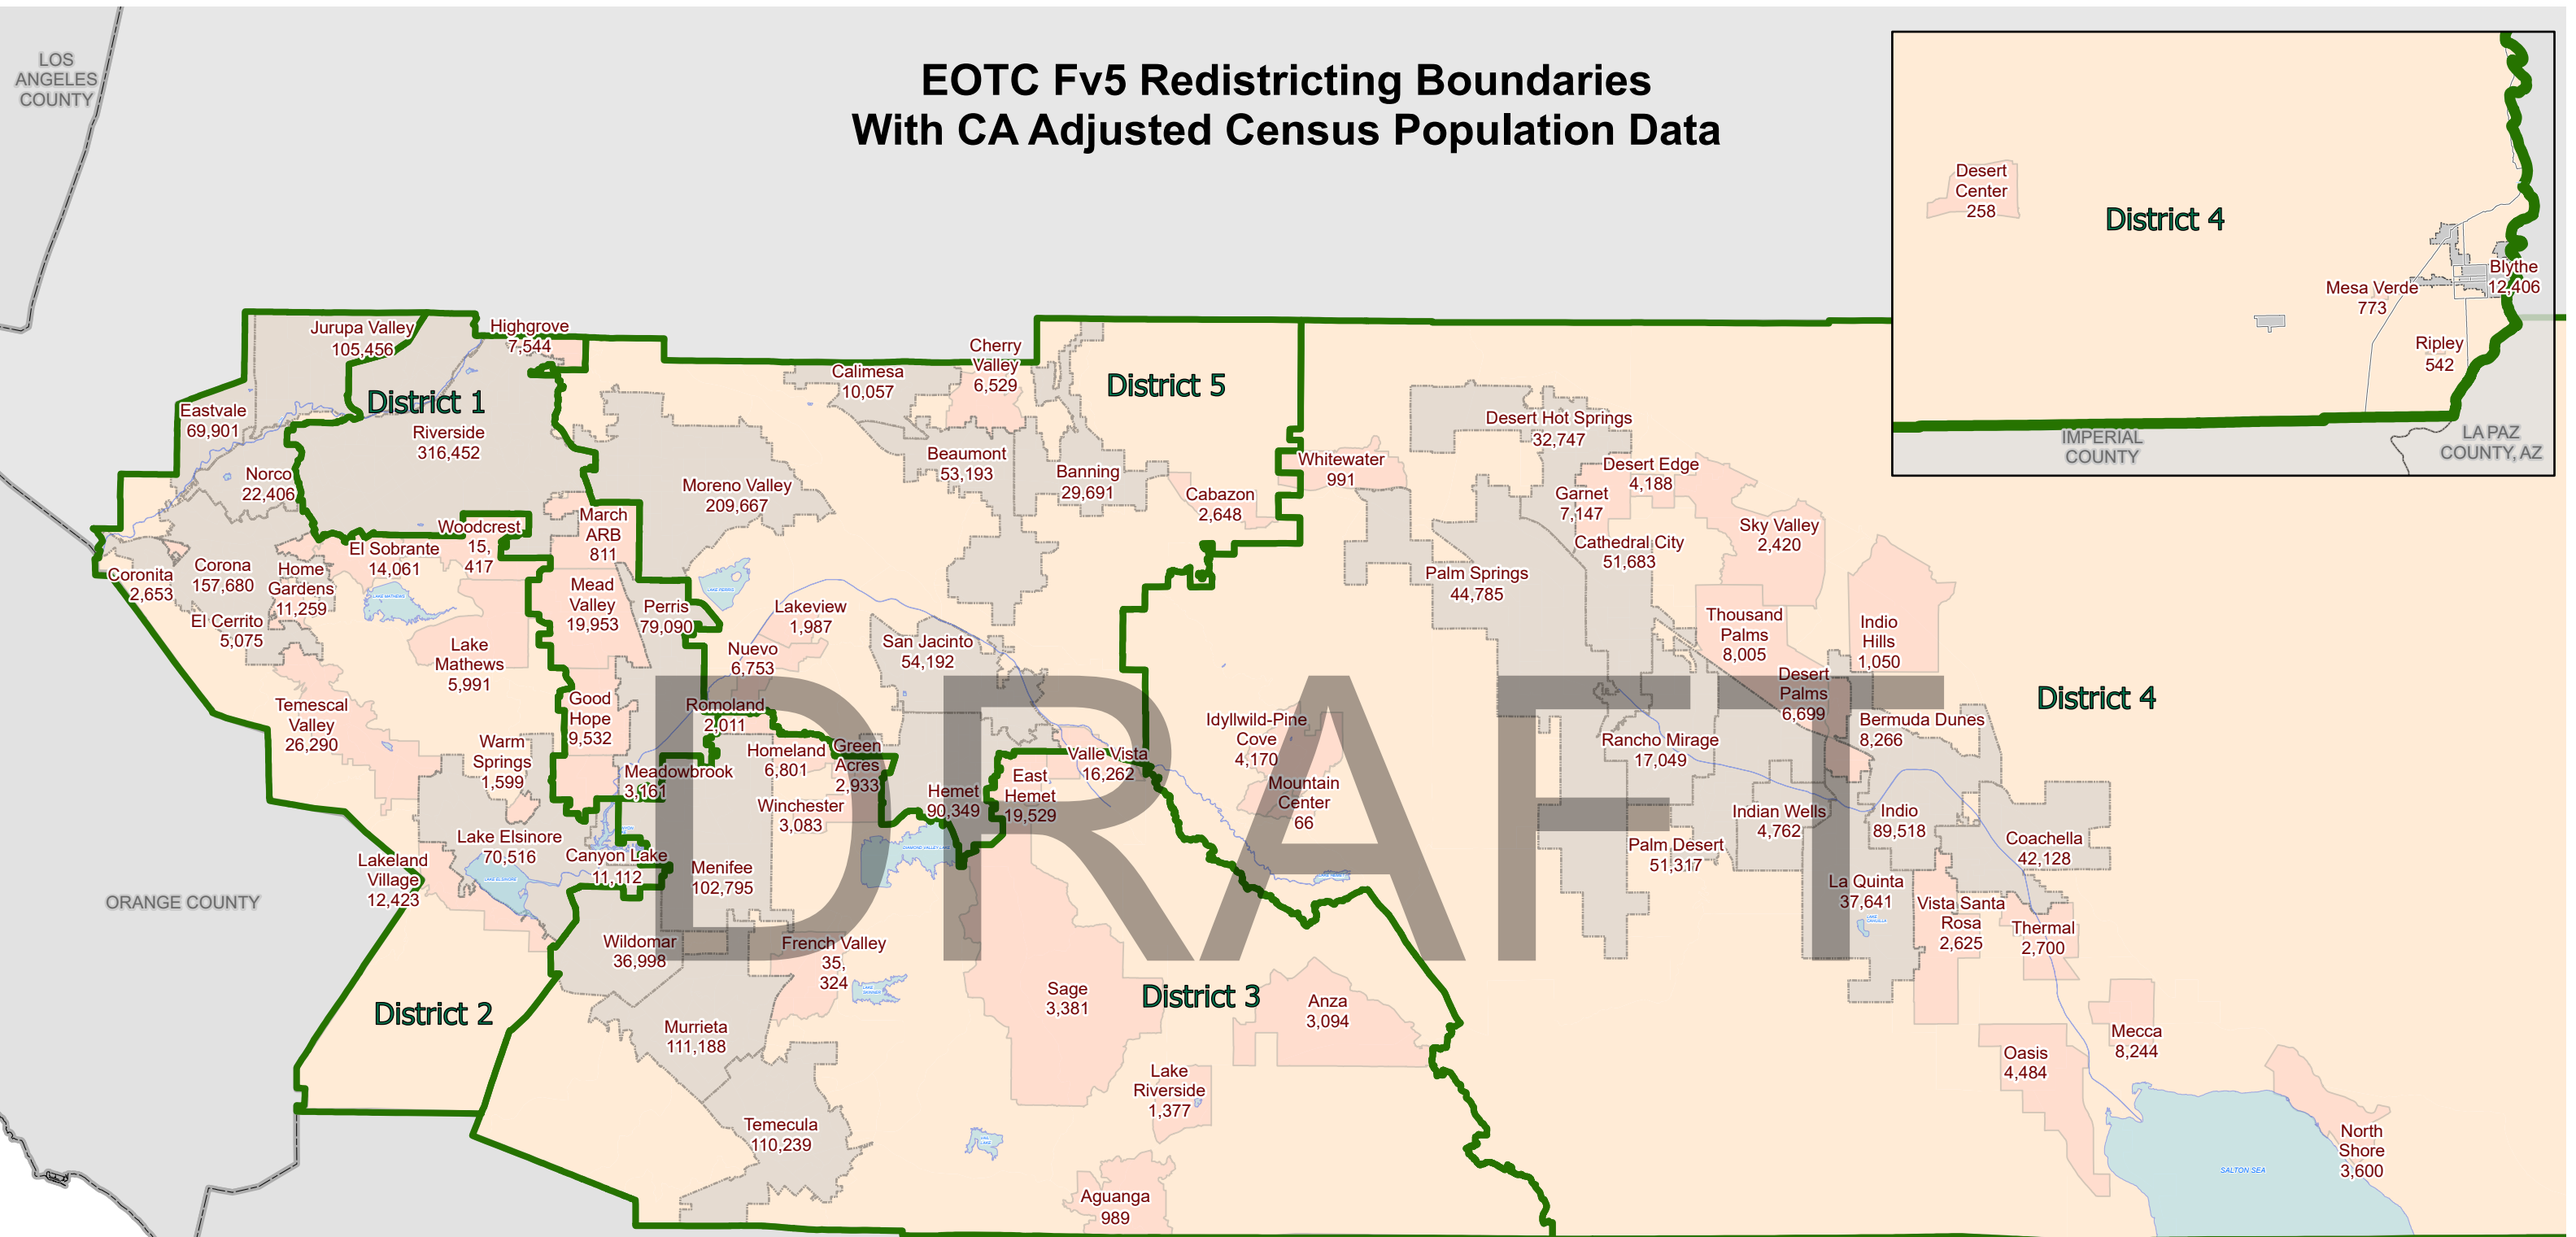 EOTC Fv5 Redistricting Boundaries
With CA Adjusted Census Population Data
LOS
ANGELES
COUNTY
ORANGE COUNTY
Desert
Center
258
District 4
Blythe
12,406
Mesa Verde
773
Ripley
542
IMPERIAL
COUNTY
LA PAZ
COUNTY, AZ
Jurupa Valley
105,456
Highgrove
7,544
District 1
Eastvale
69,901
Riverside
316,452
Norco
22,406
Woodcrest
15,
417
March
ARB
811
El Sobrante
14,061
Corona
157,680
Home
Gardens
11,259
Coronita
2,653
El Cerrito
5,075
LAKE MATHEWS
Lake
Mathews
5,991
Mead
Valley
19,953
Perris
79,090
Temescal
Valley
26,290
Good
Hope
9,532
Warm
Springs
1,599
Meadowbrook
3,161
Lake Elsinore
70,516
Canyon Lake
11,112
Lakeland
Village
12,423
LAKE ELSINORE
District 2
Calimesa
10,057
Cherry
Valley
6,529
District 5
Moreno Valley
209,667
Beaumont
53,193
Banning
29,691
Cabazon
2,648
LAKE PERRIS
Lakeview
1,987
Nuevo
6,753
San Jacinto
54,192
Romoland
2,011
Homeland
6,801
Green
Acres
2,933
Winchester
3,083
Hemet
90,349
East
Hemet
19,529
Valle Vista
16,262
DIAMOND VALLEY LAKE
Menifee
102,795
Wildomar
36,998
French Valley
35,
324
LAKE
SKINNER
Murrieta
111,188
Temecula
110,239
Sage
3,381
District 3
Anza
3,094
Lake
Riverside
1,377
Aguanga
989
Whitewater
991
Desert Hot Springs
32,747
Desert Edge
4,188
Garnet
7,147
Sky Valley
2,420
Cathedral City
51,683
Palm Springs
44,785
Thousand
Palms
8,005
Indio
Hills
1,050
Desert
Palms
6,699
District 4
Bermuda Dunes
8,266
Idyllwild-Pine
Cove
4,170
Mountain
Center
66
Rancho Mirage
17,049
Indian Wells
4,762
Indio
89,518
Palm Desert
51,317
Coachella
42,128
La Quinta
37,641
Vista Santa
Rosa
2,625
Thermal
2,700
Mecca
8,244
Oasis
4,484
North
Shore
3,600
SALTON SEA
DRAFT